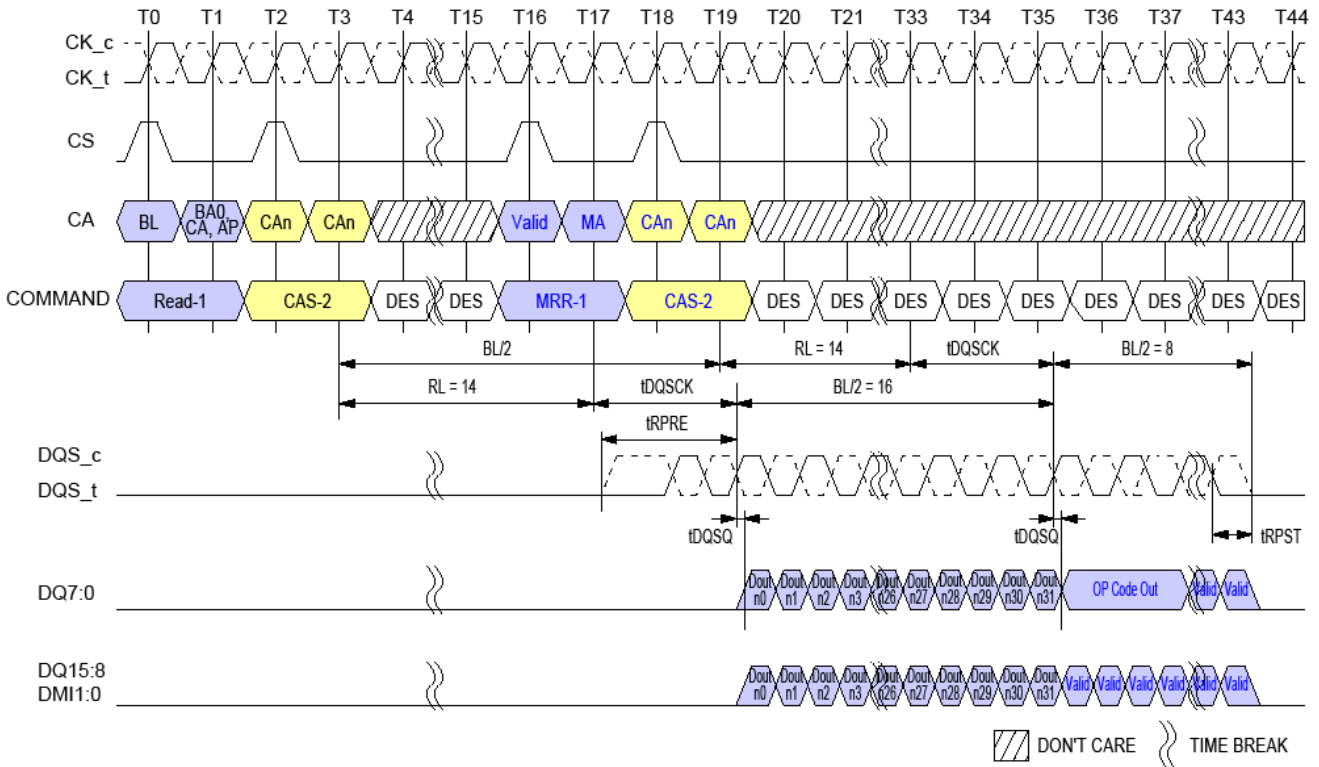 T0 T1 T2 T3 T4 T15 T16 T17 T18 T19 T20 T21 T33 T34 T35 T36 T37 T43 T44
CK_c
CK_t
CS
CA BL BA0, CA, AP CAn CAn Valid MA CAn CAn
COMMAND Read-1 CAS-2 DES DES MRR-1 CAS-2 DES DES DES DES DES DES DES DES DES
BL/2 RL = 14 tDQSCK BL/2 = 8
RL = 14 tDQSCK BL/2 = 16
tRPRE
DQS_c
DQS_t
tDQSQ tDQSQ tRPST
DQ7:0 Dout n0 Dout n1 Dout n2 Dout n3 Dout n26 Dout n27 Dout n28 Dout n29 Dout n30 Dout n31 OP Code Out Valid Valid
DQ15:8
DMI1:0 Dout n0 Dout n1 Dout n2 Dout n3 Dout n26 Dout n27 Dout n28 Dout n29 Dout n30 Dout n31 Valid Valid Valid Valid Valid Valid
DON'T CARE TIME BREAK